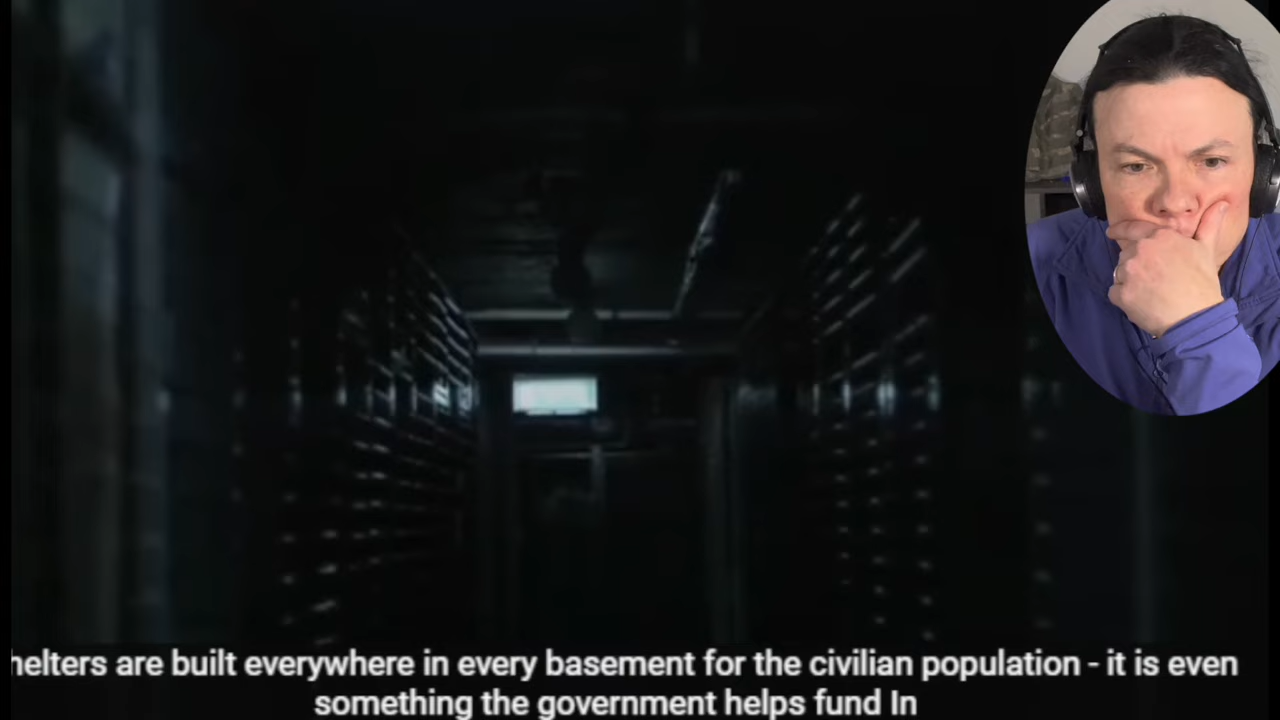 helters are built everywhere in every basement for the civilian population - it is even
something the government helps fund In